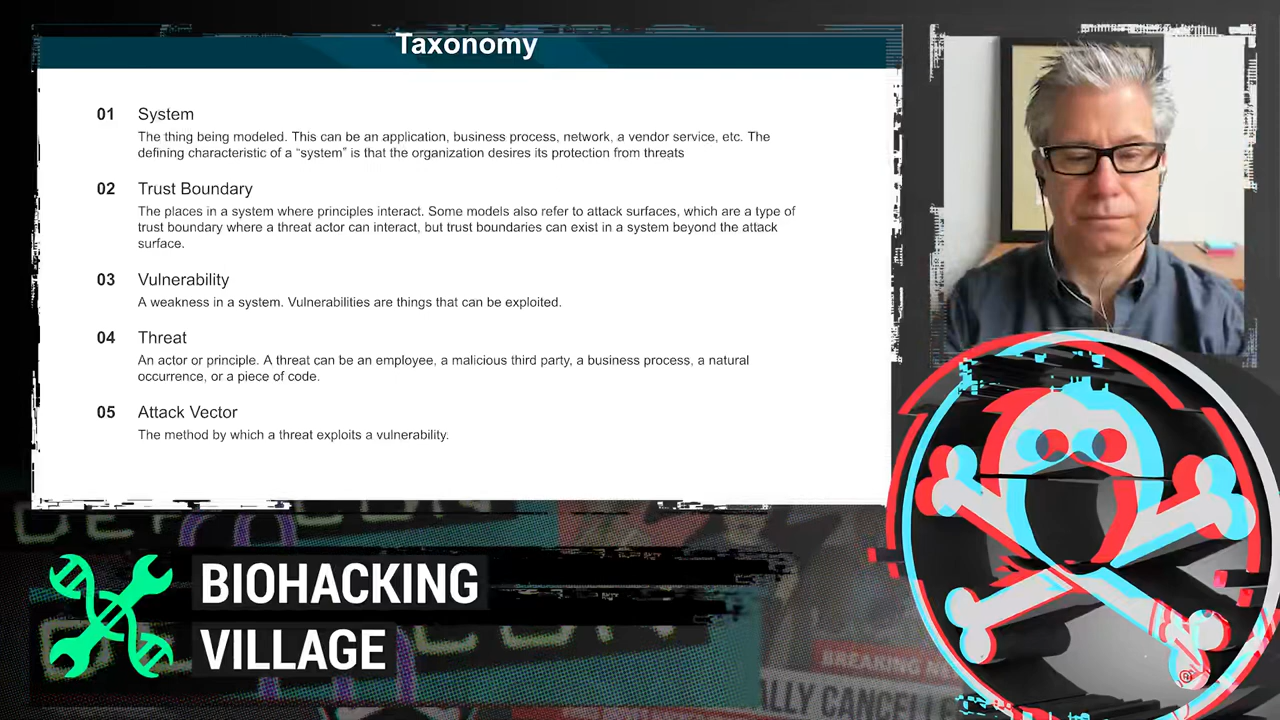 Taxonomy
01 System
The thing being modeled. This can be an application, business process, network, a vendor service, etc. The
defining characteristic of a “system” is that the organization desires its protection from threats
02 Trust Boundary
The places in a system where principles interact. Some models also refer to attack surfaces, which are a type of
trust boundary where a threat actor can interact, but trust boundaries can exist in a system beyond the attack
surface.
03 Vulnerability
A weakness in a system. Vulnerabilities are things that can be exploited.
04 Threat
An actor or principle. A threat can be an employee, a malicious third party, a business process, a natural
occurrence, or a piece of code.
05 Attack Vector
The method by which a threat exploits a vulnerability.
BIOHACKING
VILLAGE
BREAKING
CANCELLE
®